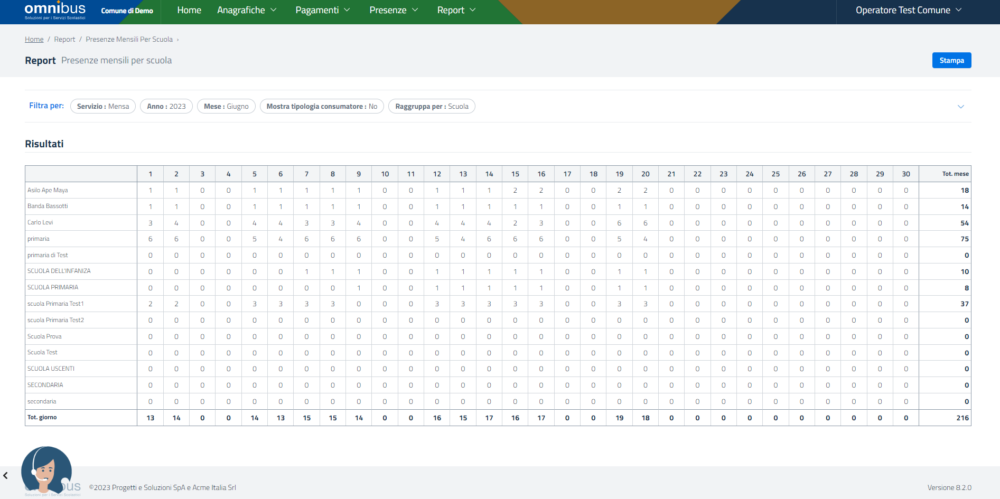 omnibus
Soluzioni per i Servizi Scolastici
Comune di Demo
Home Anagrafiche Pagamenti Presenze Report
Operatore Test Comune
Home / Report / Presenze Mensili Per Scuola ›
Report Presenze mensili per scuola
Stampa
Filtra per: Servizio : Mensa Anno : 2023 Mese : Giugno Mostra tipologia consumatore : No Raggruppa per : Scuola
Risultati
1 2 3 4 5 6 7 8 9 10 11 12 13 14 15 16 17 18 19 20 21 22 23 24 25 26 27 28 29 30 Tot. mese
Asilo Ape Maya 1 1 0 0 1 1 1 1 1 0 0 1 1 1 2 2 0 0 2 2 0 0 0 0 0 0 0 0 0 0 18
Banda Bassotti 1 1 0 0 1 1 1 1 1 0 0 1 1 1 1 1 0 0 1 1 0 0 0 0 0 0 0 0 0 0 14
Carlo Levi 3 4 0 0 4 4 3 3 4 0 0 4 4 4 2 3 0 0 6 6 0 0 0 0 0 0 0 0 0 0 54
primaria 6 6 0 0 5 4 6 6 6 0 0 5 4 6 6 6 0 0 5 4 0 0 0 0 0 0 0 0 0 0 75
primaria di Test 0 0 0 0 0 0 0 0 0 0 0 0 0 0 0 0 0 0 0 0 0 0 0 0 0 0 0 0 0 0 0
SCUOLA DELL'INFANIZA 0 0 0 0 0 0 1 1 1 0 0 1 1 1 1 1 0 0 1 1 0 0 0 0 0 0 0 0 0 0 10
SCUOLA PRIMARIA 0 0 0 0 0 0 0 0 1 0 0 1 1 1 1 1 0 0 1 1 0 0 0 0 0 0 0 0 0 0 8
scuola Primaria Test1 2 2 0 0 3 3 3 3 0 0 0 3 3 3 3 3 0 0 3 3 0 0 0 0 0 0 0 0 0 0 37
scuola Primaria Test2 0 0 0 0 0 0 0 0 0 0 0 0 0 0 0 0 0 0 0 0 0 0 0 0 0 0 0 0 0 0 0
Scuola Prova 0 0 0 0 0 0 0 0 0 0 0 0 0 0 0 0 0 0 0 0 0 0 0 0 0 0 0 0 0 0 0
Scuola Test 0 0 0 0 0 0 0 0 0 0 0 0 0 0 0 0 0 0 0 0 0 0 0 0 0 0 0 0 0 0 0
SCUOLA USCENTI 0 0 0 0 0 0 0 0 0 0 0 0 0 0 0 0 0 0 0 0 0 0 0 0 0 0 0 0 0 0 0
SECONDARIA 0 0 0 0 0 0 0 0 0 0 0 0 0 0 0 0 0 0 0 0 0 0 0 0 0 0 0 0 0 0 0
secondaria 0 0 0 0 0 0 0 0 0 0 0 0 0 0 0 0 0 0 0 0 0 0 0 0 0 0 0 0 0 0 0
Tot. giorno 13 14 0 0 14 13 15 15 14 0 0 16 15 17 16 17 0 0 19 18 0 0 0 0 0 0 0 0 0 0 216
Soluzioni per i Servizi Scolastici
©2023 Progetti e Soluzioni SpA e Acme Italia Srl
Versione 8.2.0